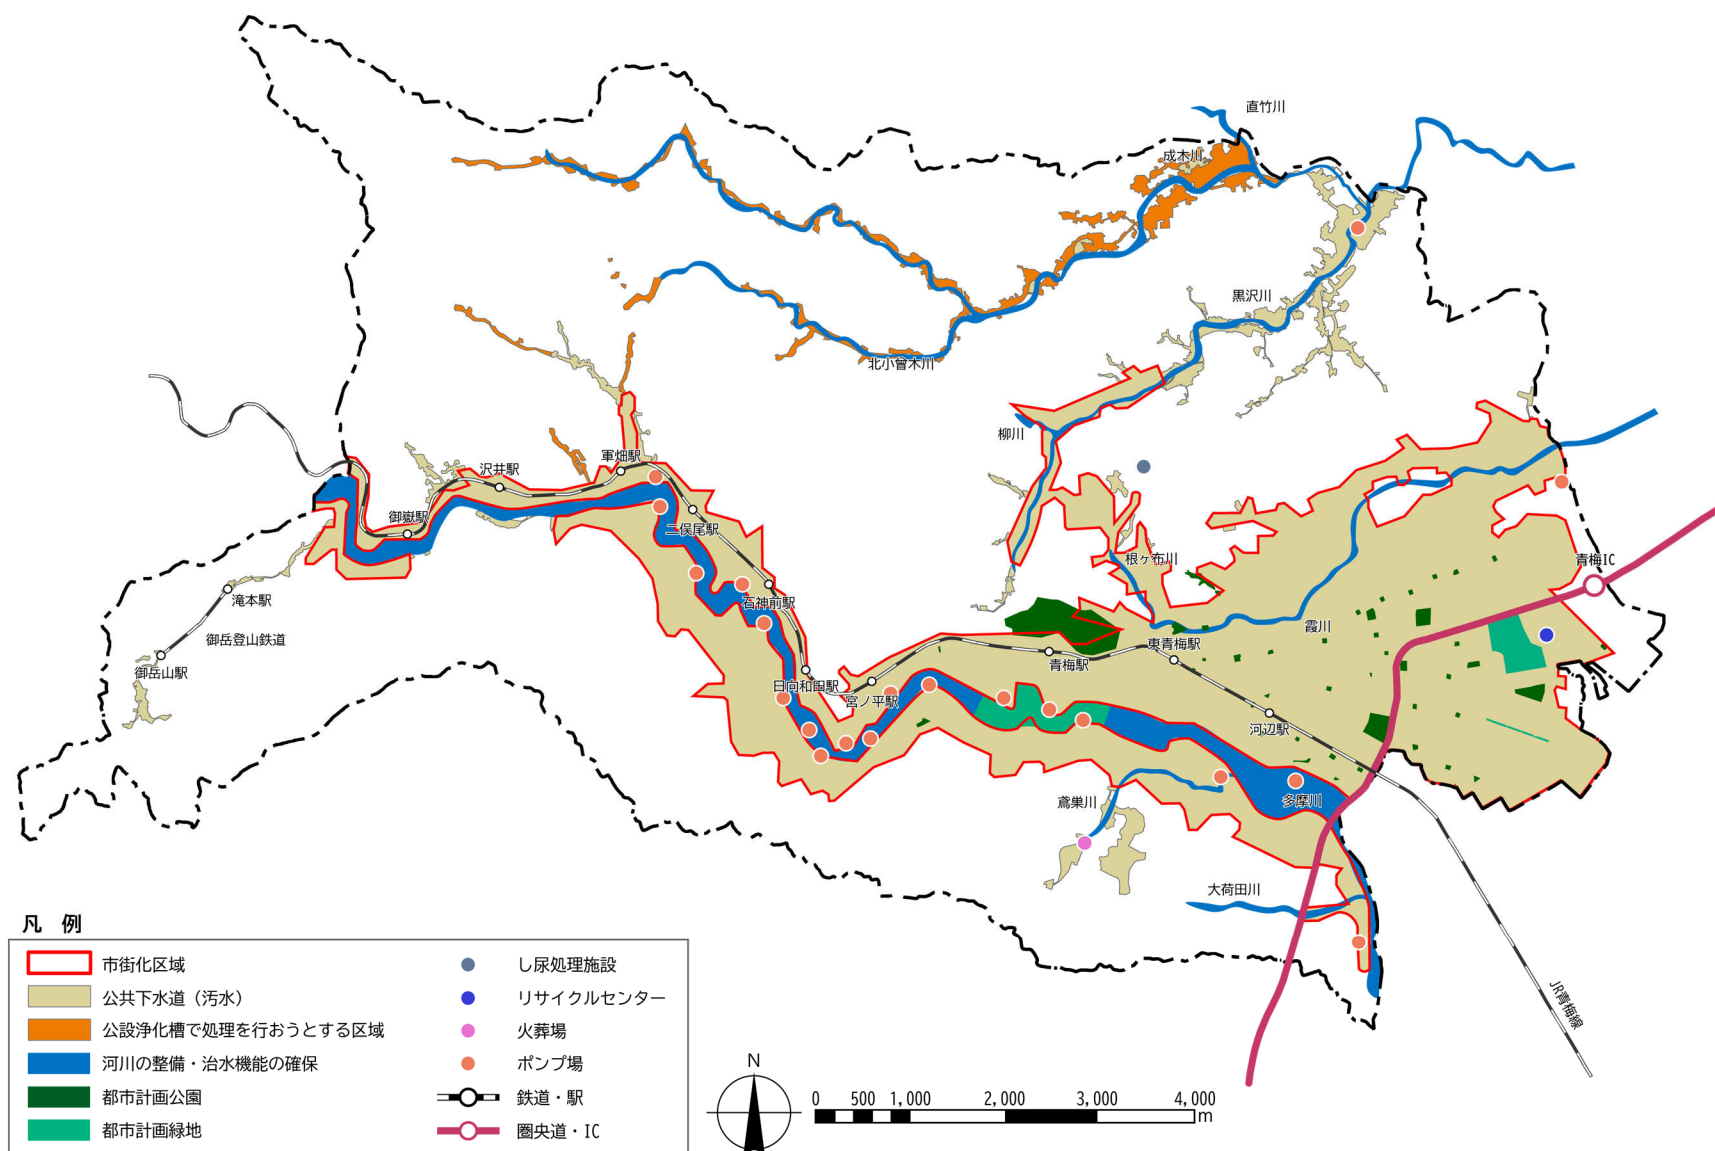 直竹川
成木川
黒沢川
北小曾木川
柳川
軍畑駅
沢井駅
御嶽駅
二俣尾駅
根ヶ布川
青梅IC
滝本駅
石神前駅
御岳登山鉄道
霞川
東青梅駅
青梅駅
御岳山駅
日向和田駅
宮ノ平駅
河辺駅
鳶巣川
多摩川
大荷田川
JR青梅線
凡 例
市街化区域
公共下水道（汚水）
公設浄化槽で処理を行おうとする区域
河川の整備・治水機能の確保
都市計画公園
都市計画緑地
し尿処理施設
リサイクルセンター
火葬場
ポンプ場
鉄道・駅
圏央道・IC
N
0 500 1,000 2,000 3,000 4,000
m